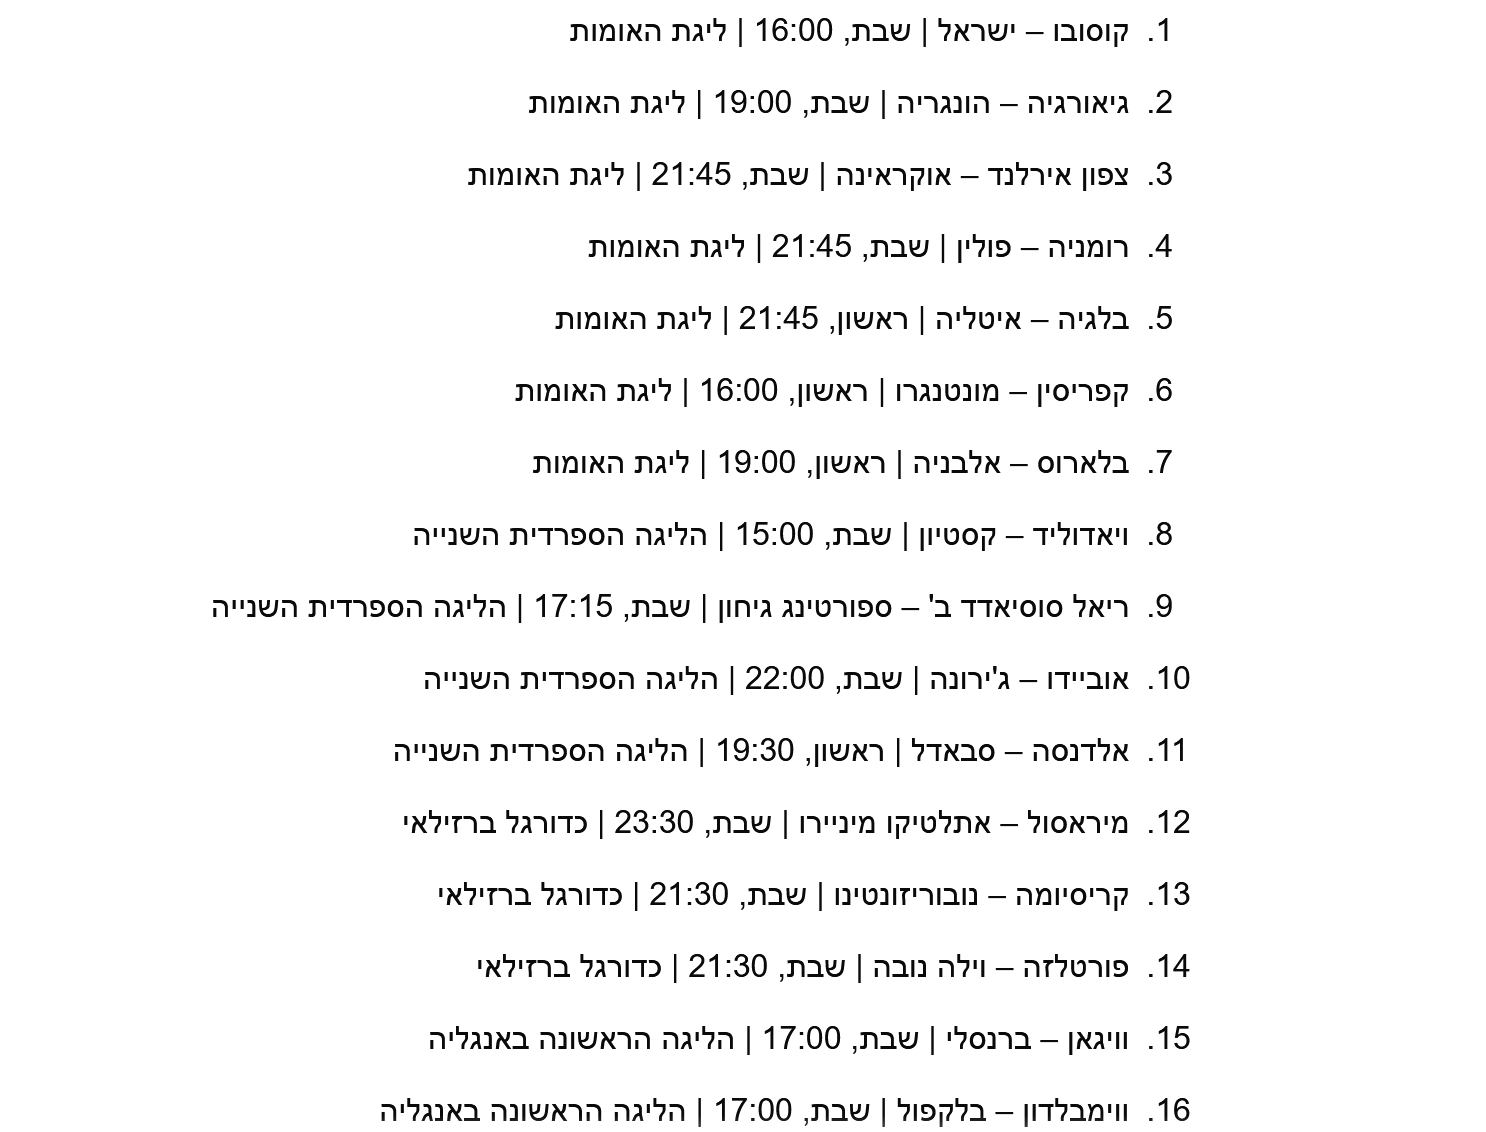 1. קוסובו – ישראל | שבת, 16:00 | ליגת האומות
2. גיאורגיה – הונגריה | שבת, 19:00 | ליגת האומות
3. צפון אירלנד – אוקראינה | שבת, 21:45 | ליגת האומות
4. רומניה – פולין | שבת, 21:45 | ליגת האומות
5. בלגיה – איטליה | ראשון, 21:45 | ליגת האומות
6. קפריסין – מונטנגרו | ראשון, 16:00 | ליגת האומות
7. בלארוס – אלבניה | ראשון, 19:00 | ליגת האומות
8. ויאדוליד – קסטיון | שבת, 15:00 | הליגה הספרדית השנייה
9. ריאל סוסיאדד ב' – ספורטינג גיחון | שבת, 17:15 | הליגה הספרדית השנייה
10. אוביידו – ג'ירונה | שבת, 22:00 | הליגה הספרדית השנייה
11. אלדנסה – סבאדל | ראשון, 19:30 | הליגה הספרדית השנייה
12. מיראסול – אתלטיקו מיניירו | שבת, 23:30 | כדורגל ברזילאי
13. קריסיומה – נובוריזונטינו | שבת, 21:30 | כדורגל ברזילאי
14. פורטלזה – וילה נובה | שבת, 21:30 | כדורגל ברזילאי
15. וויגאן – ברנסלי | שבת, 17:00 | הליגה הראשונה באנגליה
16. ווימבלדון – בלקפול | שבת, 17:00 | הליגה הראשונה באנגליה